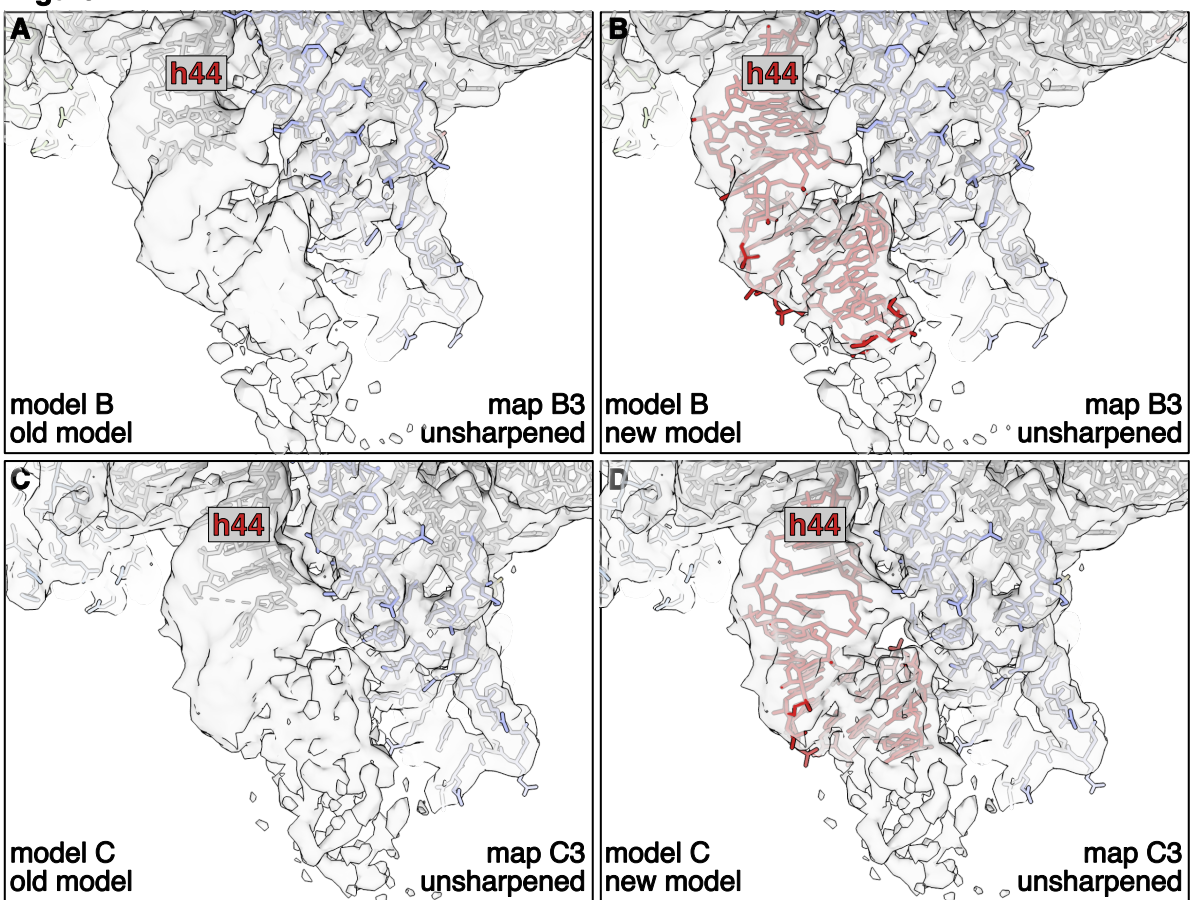 A
h44
model B
old model
map B3
unsharpened
B
h44
model B
new model
map B3
unsharpened
C
h44
model C
old model
map C3
unsharpened
D
h44
model C
new model
map C3
unsharpened